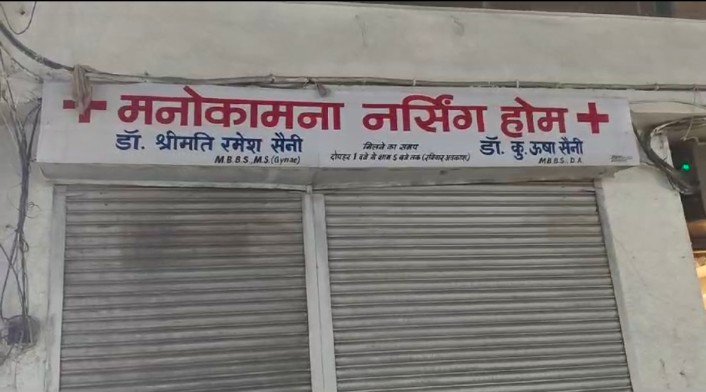 + मनोकामना नर्सिंग होम +
डॉ. श्रीमति रमेश सैनी
M.B.B.S., M.S. (Gynae)
मिलने का समय
दोपहर 1 बजे से शाम 5 बजे तक (रविवार अवकाश)
डॉ. कु. ऊषा सैनी
M.B.B.S., D.A.